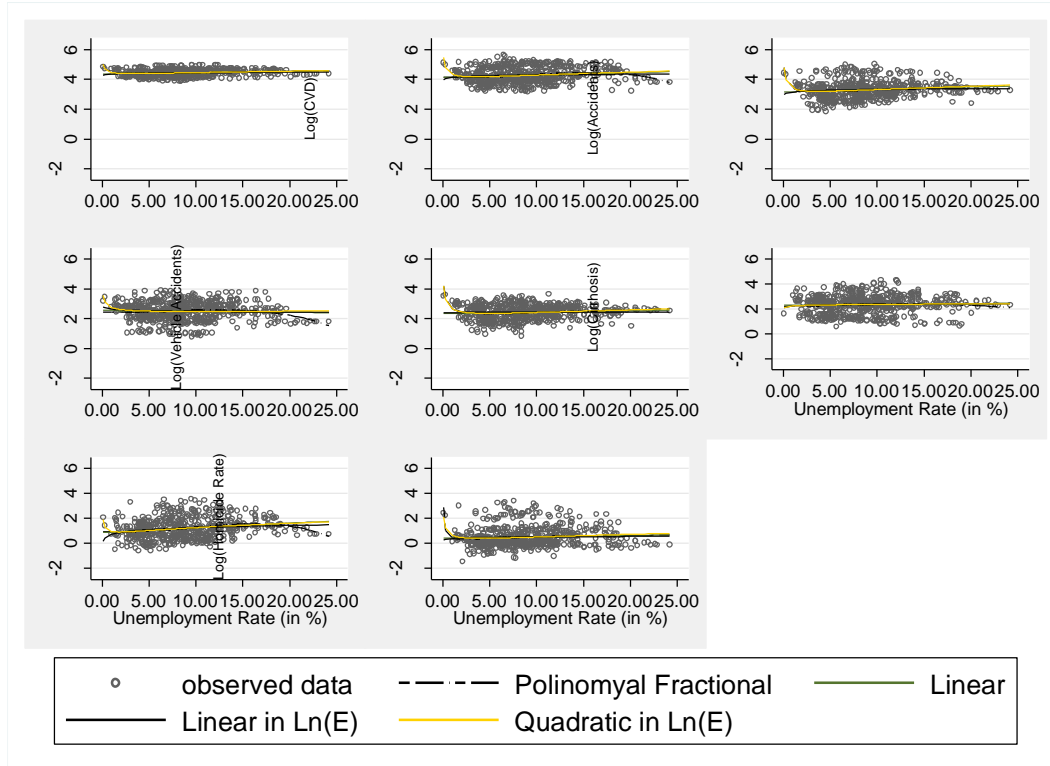 6
4
2
0
-2
0.00 5.00 10.00 15.00 20.00 25.00
Log(CVD)
6
4
2
0
-2
0.00 5.00 10.00 15.00 20.00 25.00
Log(Accidents)
6
4
2
0
-2
0.00 5.00 10.00 15.00 20.00 25.00
6
4
2
0
-2
0.00 5.00 10.00 15.00 20.00 25.00
Log(Vehicle Accidents)
6
4
2
0
-2
0.00 5.00 10.00 15.00 20.00 25.00
Log(Cirrhosis)
6
4
2
0
-2
0.00 5.00 10.00 15.00 20.00 25.00
Unemployment Rate (in %)
6
4
2
0
-2
0.00 5.00 10.00 15.00 20.00 25.00
Unemployment Rate (in %)
Log(Homicide Rate)
6
4
2
0
-2
0.00 5.00 10.00 15.00 20.00 25.00
Unemployment Rate (in %)
observed data
Polinomyal Fractional
Linear
Linear in Ln(E)
Quadratic in Ln(E)